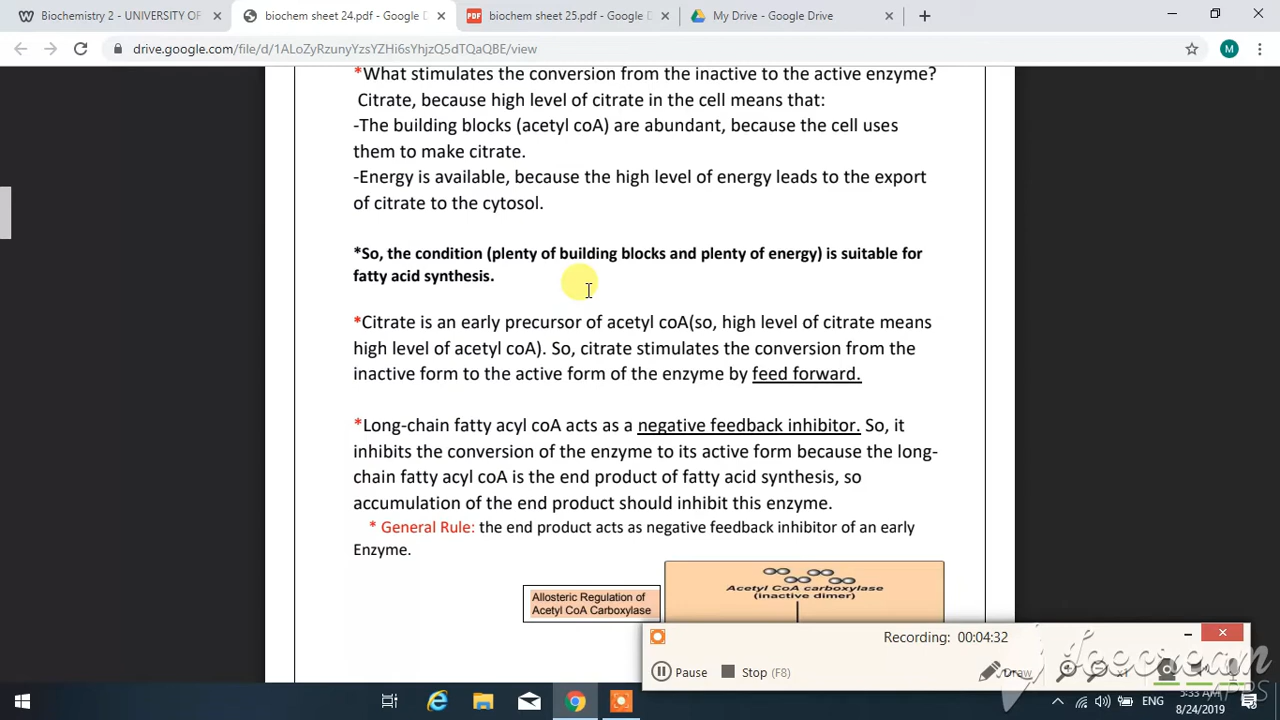 Biochemistry 2 - UNIVERSITY OF
biochem sheet 24.pdf - Google D
biochem sheet 25.pdf - Google D
My Drive - Google Drive
drive.google.com/file/d/1ALoZyRzunyYzsYZHi6sYhjzQ5dTQaQBE/view
M
*What stimulates the conversion from the inactive to the active enzyme?
Citrate, because high level of citrate in the cell means that:
-The building blocks (acetyl coA) are abundant, because the cell uses
them to make citrate.
-Energy is available, because the high level of energy leads to the export
of citrate to the cytosol.
*So, the condition (plenty of building blocks and plenty of energy) is suitable for
fatty acid synthesis.
*Citrate is an early precursor of acetyl coA(so, high level of citrate means
high level of acetyl coA). So, citrate stimulates the conversion from the
inactive form to the active form of the enzyme by feed forward.
*Long-chain fatty acyl coA acts as a negative feedback inhibitor. So, it
inhibits the conversion of the enzyme to its active form because the long-
chain fatty acyl coA is the end product of fatty acid synthesis, so
accumulation of the end product should inhibit this enzyme.
* General Rule: the end product acts as negative feedback inhibitor of an early
Enzyme.
Allosteric Regulation of
Acetyl CoA Carboxylase
Acetyl CoA carboxylase
(inactive dimer)
Recording: 00:04:32
Pause
Stop (F8)
Draw
x1
Icecream
APPS
ENG
5:33 AM
8/24/2019